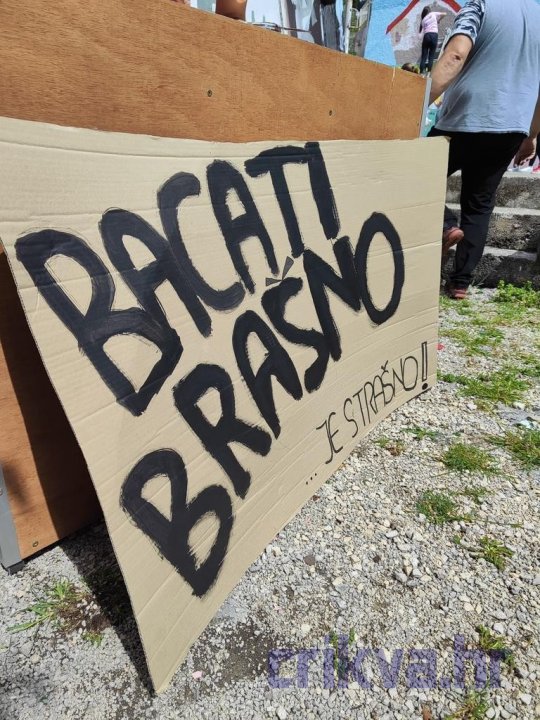 BACATI
BRAŠNO
... JE STRAŠNO!
crikva.hr